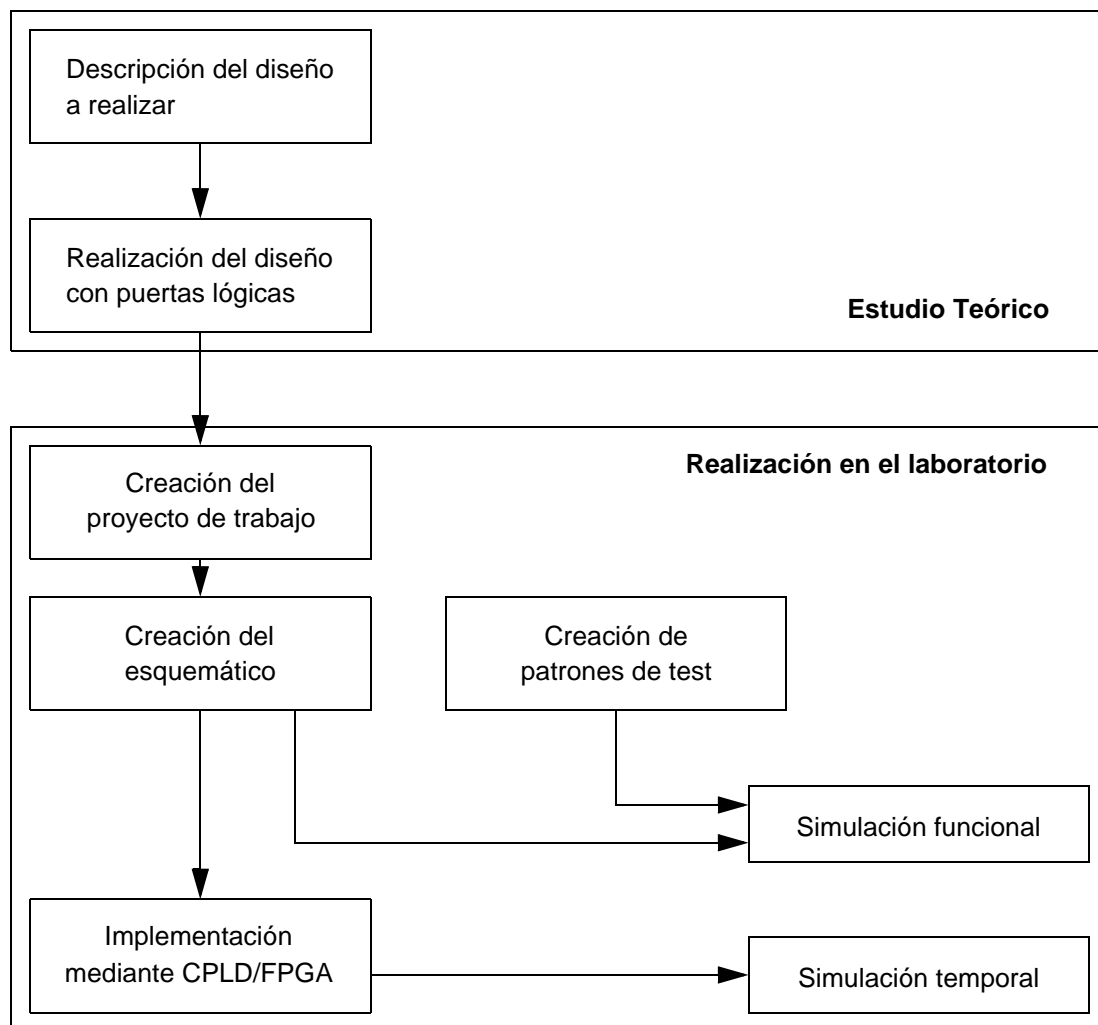 Descripción del diseño
a realizar
Realización del diseño
con puertas lógicas
Estudio Teórico
Realización en el laboratorio
Creación del
proyecto de trabajo
Creación del
esquemático
Creación de
patrones de test
Simulación funcional
Implementación
mediante CPLD/FPGA
Simulación temporal